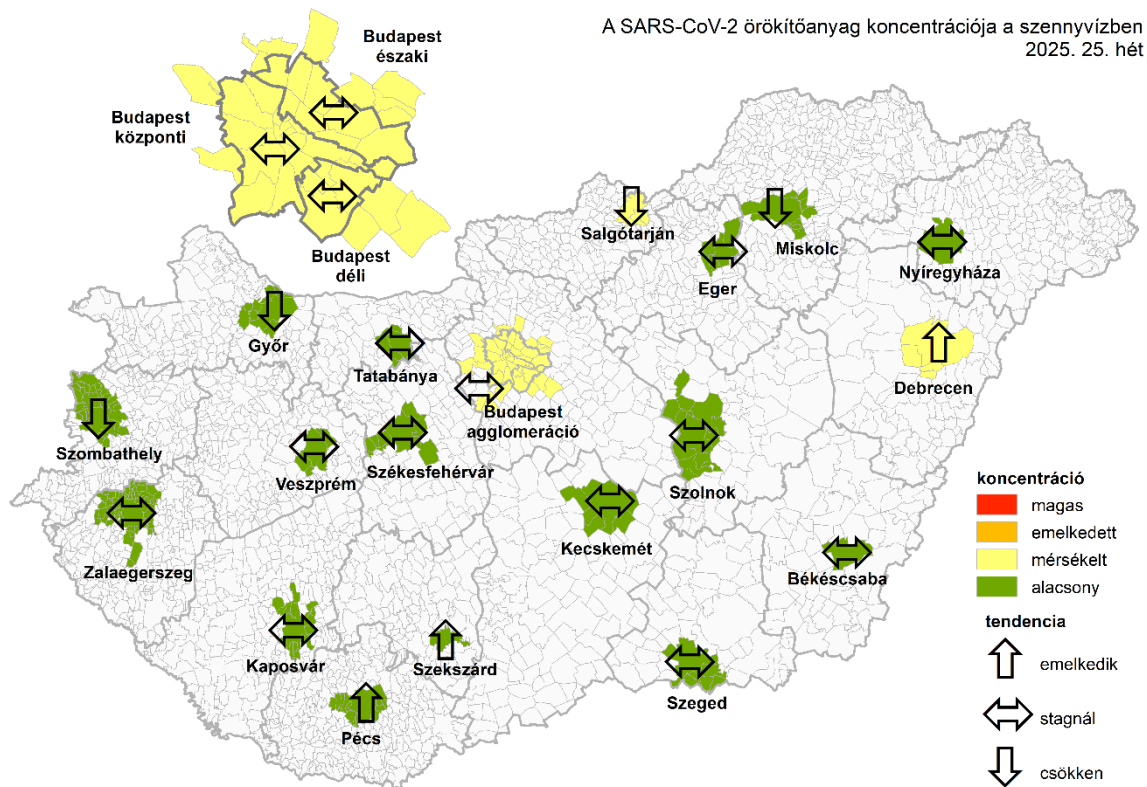 A SARS-CoV-2 örökítőanyag koncentrációja a szennyvízben
2025. 25. hét
Budapest
északi
Budapest
központi
Budapest
déli
Salgótarján
Miskolc
Eger
Nyíregyháza
Győr
Tatabánya
Budapest
agglomeráció
Debrecen
Szombathely
Veszprém
Székesfehérvár
Szolnok
Kecskemét
Zalaegerszeg
Békéscsaba
Kaposvár
Szekszárd
Szeged
Pécs
koncentráció
magas
emelkedett
mérsékelt
alacsony
tendencia
emelkedik
stagnál
csökken